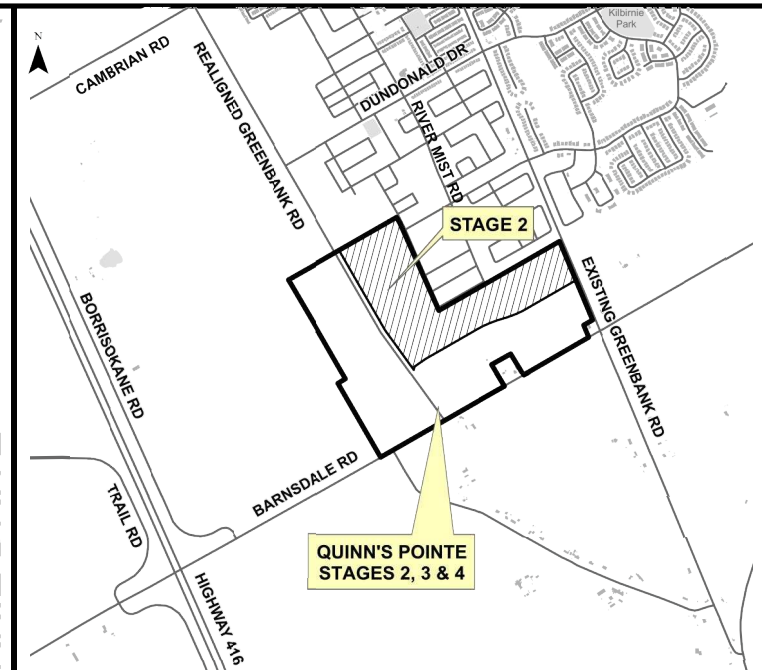 Kilbirnie
Park
N
CAMBRIAN RD
REALIGNED GREENBANK RD
DUNDONALD DR
RIVER MIST RD
STAGE 2
EXISTING GREENBANK RD
BORRISOKANE RD
BARNSDALE RD
TRAIL RD
QUINN'S POINTE
STAGES 2, 3 & 4
HIGHWAY 416